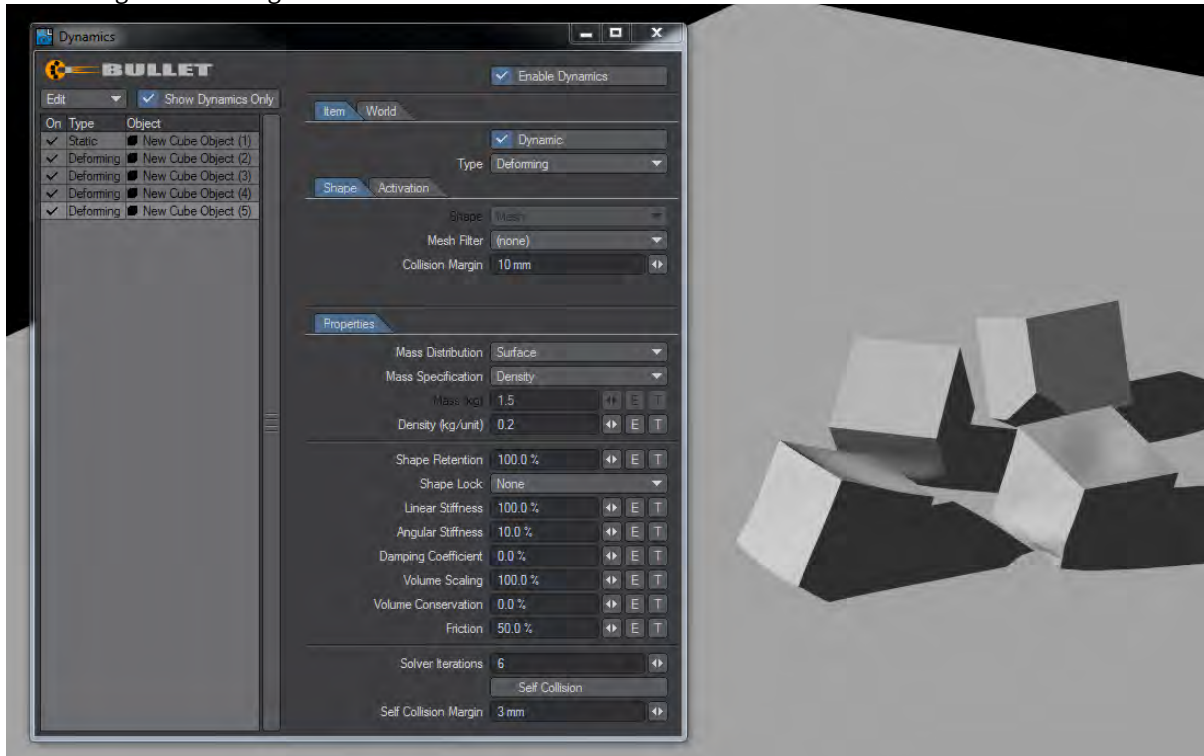 Dynamics
BULLET
Enable Dynamics
Edit
Show Dynamics Only
On Type Object
Static New Cube Object (1)
Deforming New Cube Object (2)
Deforming New Cube Object (3)
Deforming New Cube Object (4)
Deforming New Cube Object (5)
Item World
Dynamic
Type Deforming
Shape Activation
Shape Mesh
Mesh Filter (none)
Collision Margin 10 mm
Properties
Mass Distribution Surface
Mass Specification Density
Mass (kg) 1.5 E T
Density (kg/unit) 0.2 E T
Shape Retention 100.0 % E T
Shape Lock None
Linear Stiffness 100.0 % E T
Angular Stiffness 10.0 % E T
Damping Coefficient 0.0 % E T
Volume Scaling 100.0 % E T
Volume Conservation 0.0 % E T
Friction 50.0 % E T
Solver Iterations 6
Self Collision
Self Collision Margin 3 mm